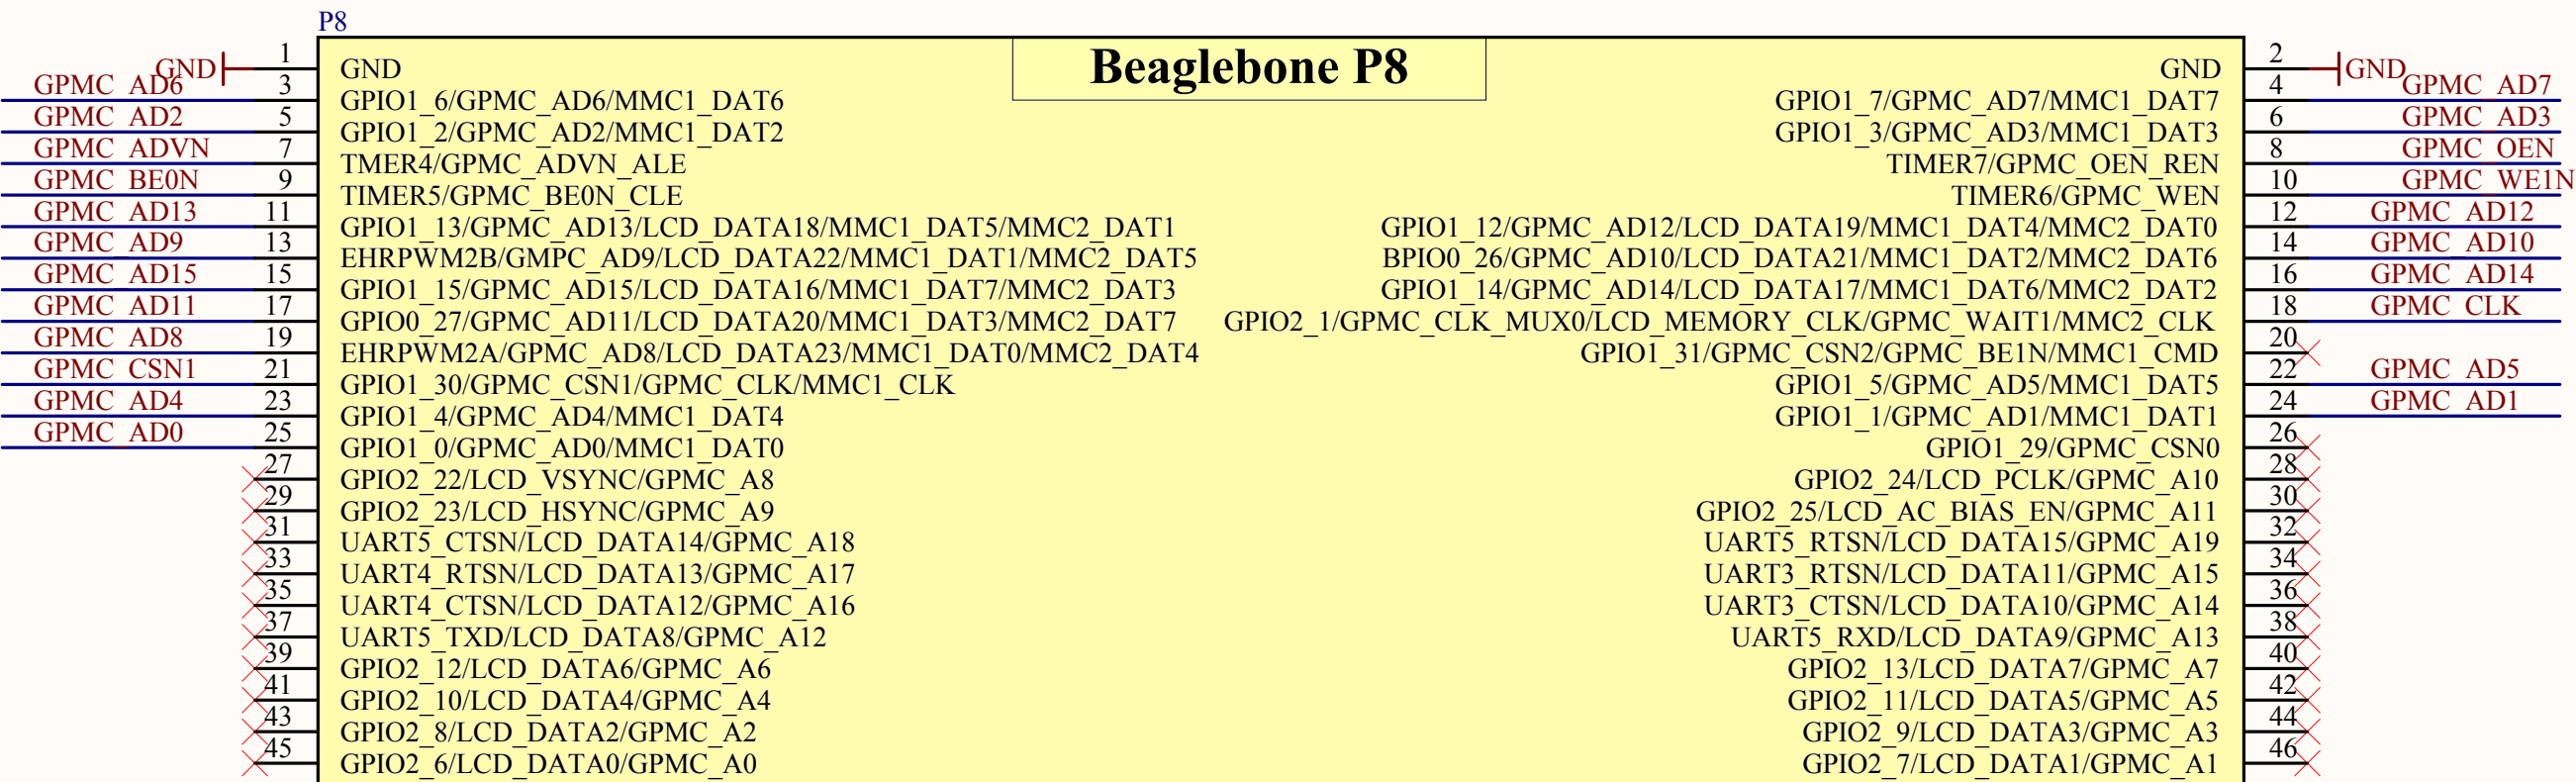 P8
Beaglebone P8
GND 1 GND GND 2 GND
GPMC_AD6 3 GPIO1_6/GPMC_AD6/MMC1_DAT6 GPIO1_7/GPMC_AD7/MMC1_DAT7 4 GPMC_AD7
GPMC_AD2 5 GPIO1_2/GPMC_AD2/MMC1_DAT2 GPIO1_3/GPMC_AD3/MMC1_DAT3 6 GPMC_AD3
GPMC_ADVN 7 TMER4/GPMC_ADVN_ALE TIMER7/GPMC_OEN_REN 8 GPMC_OEN
GPMC_BE0N 9 TIMER5/GPMC_BE0N_CLE TIMER6/GPMC_WEN 10 GPMC_WE1N
GPMC_AD13 11 GPIO1_13/GPMC_AD13/LCD_DATA18/MMC1_DAT5/MMC2_DAT1 GPIO1_12/GPMC_AD12/LCD_DATA19/MMC1_DAT4/MMC2_DAT0 12 GPMC_AD12
GPMC_AD9 13 EHRPWM2B/GMPC_AD9/LCD_DATA22/MMC1_DAT1/MMC2_DAT5 BPIO0_26/GPMC_AD10/LCD_DATA21/MMC1_DAT2/MMC2_DAT6 14 GPMC_AD10
GPMC_AD15 15 GPIO1_15/GPMC_AD15/LCD_DATA16/MMC1_DAT7/MMC2_DAT3 GPIO1_14/GPMC_AD14/LCD_DATA17/MMC1_DAT6/MMC2_DAT2 16 GPMC_AD14
GPMC_AD11 17 GPIO0_27/GPMC_AD11/LCD_DATA20/MMC1_DAT3/MMC2_DAT7 GPIO2_1/GPMC_CLK_MUX0/LCD_MEMORY_CLK/GPMC_WAIT1/MMC2_CLK 18 GPMC_CLK
GPMC_AD8 19 EHRPWM2A/GPMC_AD8/LCD_DATA23/MMC1_DAT0/MMC2_DAT4 GPIO1_31/GPMC_CSN2/GPMC_BE1N/MMC1_CMD 20
GPMC_CSN1 21 GPIO1_30/GPMC_CSN1/GPMC_CLK/MMC1_CLK GPIO1_5/GPMC_AD5/MMC1_DAT5 22 GPMC_AD5
GPMC_AD4 23 GPIO1_4/GPMC_AD4/MMC1_DAT4 GPIO1_1/GPMC_AD1/MMC1_DAT1 24 GPMC_AD1
GPMC_AD0 25 GPIO1_0/GPMC_AD0/MMC1_DAT0 GPIO1_29/GPMC_CSN0 26
27 GPIO2_22/LCD_VSYNC/GPMC_A8 GPIO2_24/LCD_PCLK/GPMC_A10 28
29 GPIO2_23/LCD_HSYNC/GPMC_A9 GPIO2_25/LCD_AC_BIAS_EN/GPMC_A11 30
31 UART5_CTSN/LCD_DATA14/GPMC_A18 UART5_RTSN/LCD_DATA15/GPMC_A19 32
33 UART4_RTSN/LCD_DATA13/GPMC_A17 UART3_RTSN/LCD_DATA11/GPMC_A15 34
35 UART4_CTSN/LCD_DATA12/GPMC_A16 UART3_CTSN/LCD_DATA10/GPMC_A14 36
37 UART5_TXD/LCD_DATA8/GPMC_A12 UART5_RXD/LCD_DATA9/GPMC_A13 38
39 GPIO2_12/LCD_DATA6/GPMC_A6 GPIO2_13/LCD_DATA7/GPMC_A7 40
41 GPIO2_10/LCD_DATA4/GPMC_A4 GPIO2_11/LCD_DATA5/GPMC_A5 42
43 GPIO2_8/LCD_DATA2/GPMC_A2 GPIO2_9/LCD_DATA3/GPMC_A3 44
45 GPIO2_6/LCD_DATA0/GPMC_A0 GPIO2_7/LCD_DATA1/GPMC_A1 46